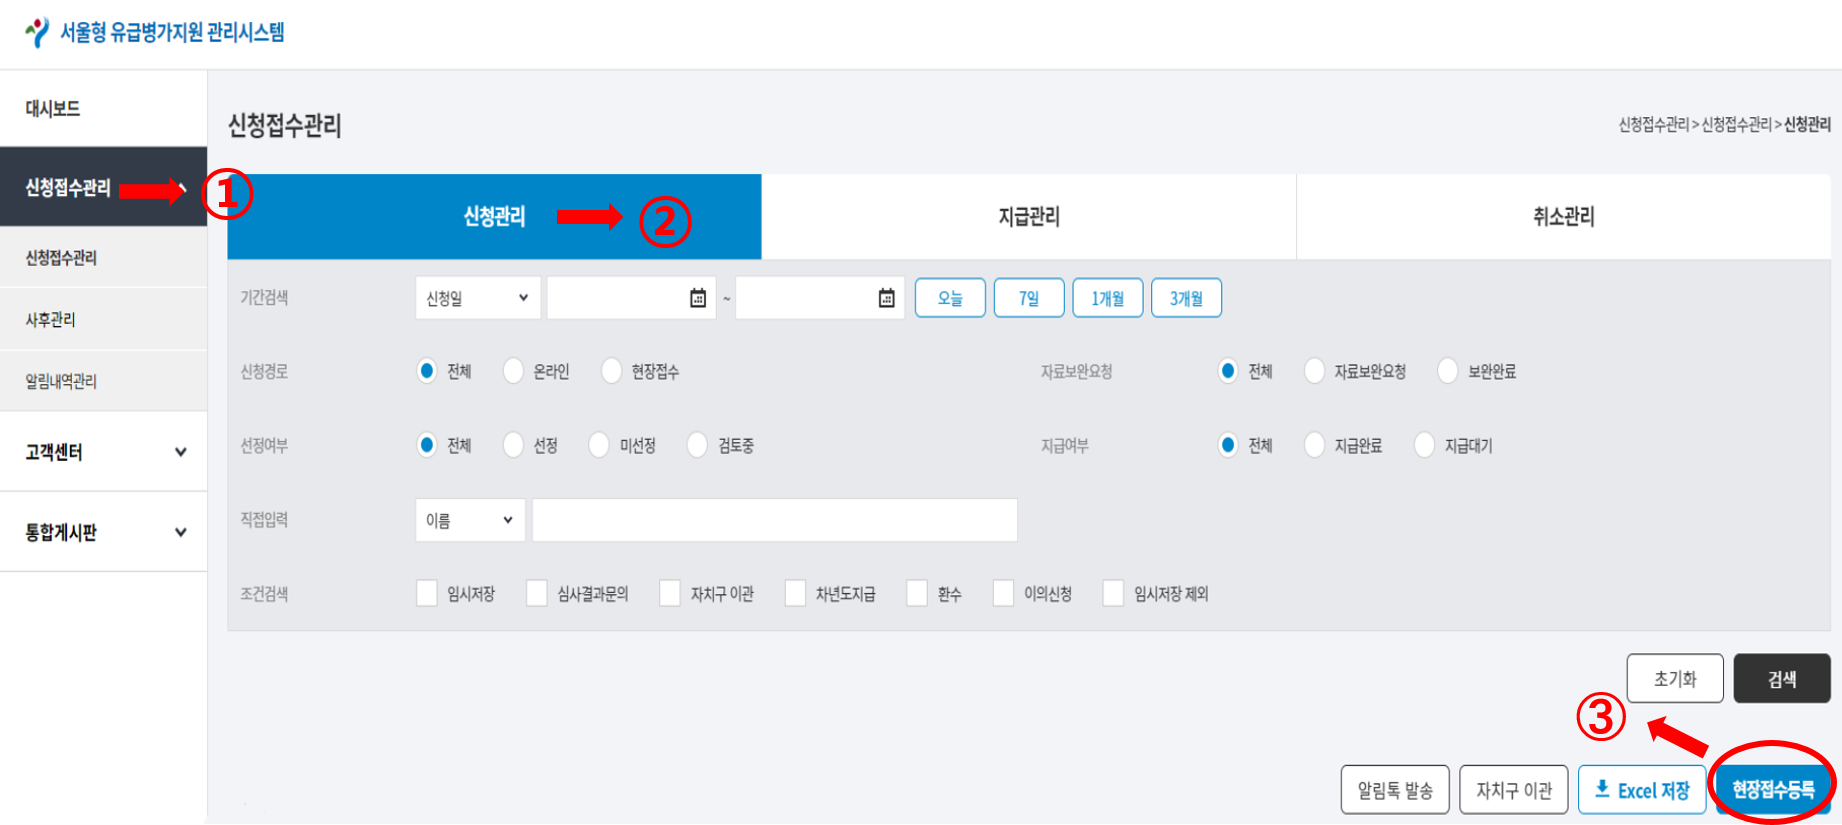 서울형 유급병가지원 관리시스템
대시보드
신청접수관리
신청접수관리
사후관리
알림내역관리
고객센터
통합게시판
신청접수관리
신청접수관리 > 신청접수관리 > 신청관리
①
신청관리 ② 지급관리 취소관리
기간검색 신청일 ~ 오늘 7일 1개월 3개월
신청경로 전체 온라인 현장접수 자료보완요청 전체 자료보완요청 보완완료
선정여부 전체 선정 미선정 검토중 지급여부 전체 지급완료 지급대기
직접입력 이름
조건검색 임시저장 심사결과문의 자치구 이관 차년도지급 환수 이의신청 임시저장 제외
초기화 검색
③
알림톡 발송 자치구 이관 Excel 저장 현장접수등록